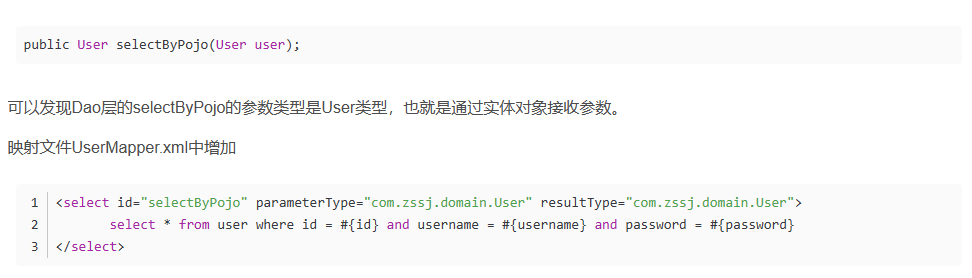 public User selectByPojo(User user);
可以发现Dao层的selectByPojo的参数类型是User类型，也就是通过实体对象接收参数。
映射文件UserMapper.xml中增加
1 <select id="selectByPojo" parameterType="com.zssj.domain.User" resultType="com.zssj.domain.User">
2 select * from user where id = #{id} and username = #{username} and password = #{password}
3 </select>